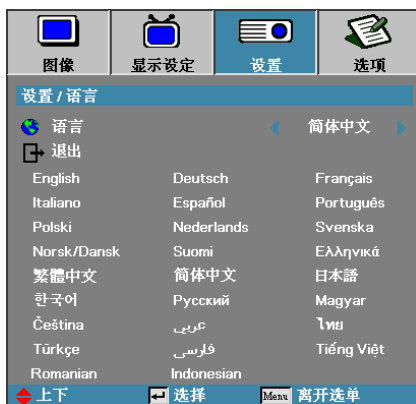 图像 显示设定 设置 选项
设置 / 语言
语言 简体中文
退出
English Deutsch Français
Italiano Español Português
Polski Nederlands Svenska
Norsk/Dansk Suomi Ελληνικά
繁體中文 简体中文 日本語
한국어 Русский Magyar
Čeština عربي ไทย
Türkçe فارسی Tiếng Việt
Romanian Indonesian
上下 选择 Menu 离开选单